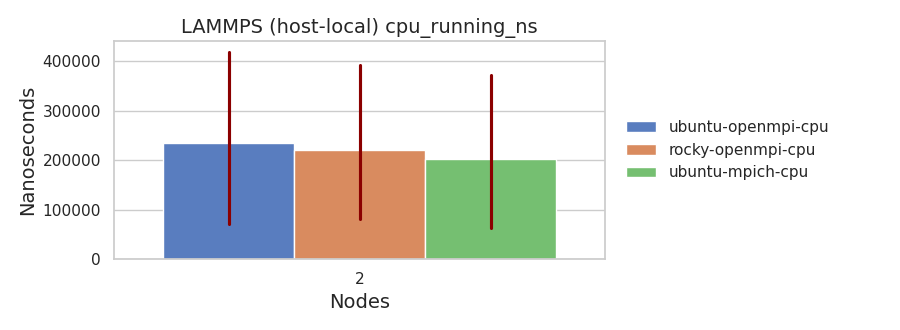 LAMMPS (host-local) cpu_running_ns
Nanoseconds
400000
300000
200000
100000
0
2
Nodes
ubuntu-openmpi-cpu
rocky-openmpi-cpu
ubuntu-mpich-cpu